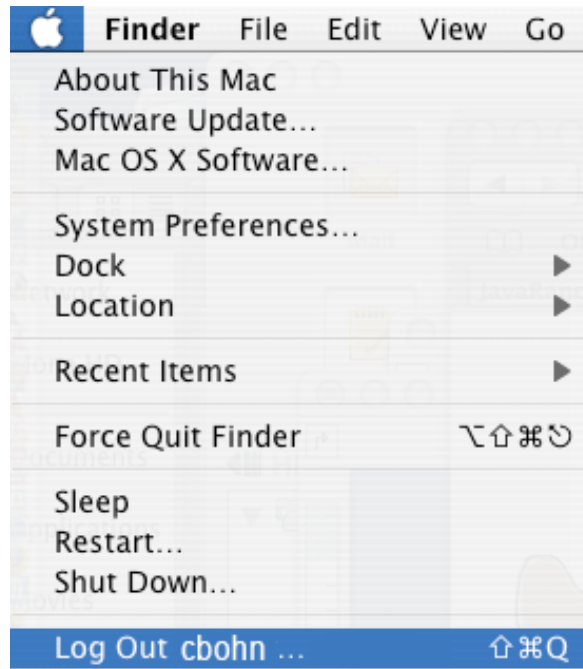 Finder File Edit View Go
About This Mac
Software Update...
Mac OS X Software...
System Preferences...
Dock
Location
Recent Items
Force Quit Finder ⌥⇧⌘⎋
Sleep
Restart...
Shut Down...
Log Out cbohn ... ⇧⌘Q